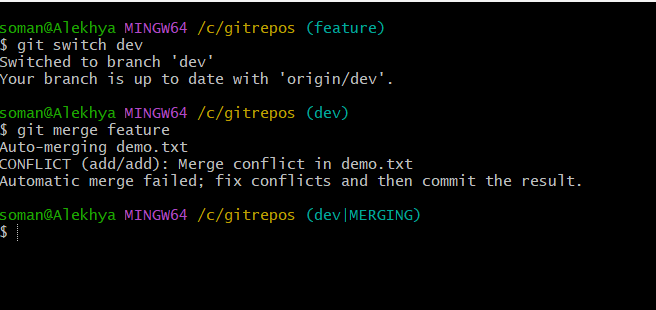 soman@Alekhya MINGW64 /c/gitrepos (feature)
$ git switch dev
Switched to branch 'dev'
Your branch is up to date with 'origin/dev'.
soman@Alekhya MINGW64 /c/gitrepos (dev)
$ git merge feature
Auto-merging demo.txt
CONFLICT (add/add): Merge conflict in demo.txt
Automatic merge failed; fix conflicts and then commit the result.
soman@Alekhya MINGW64 /c/gitrepos (dev|MERGING)
$